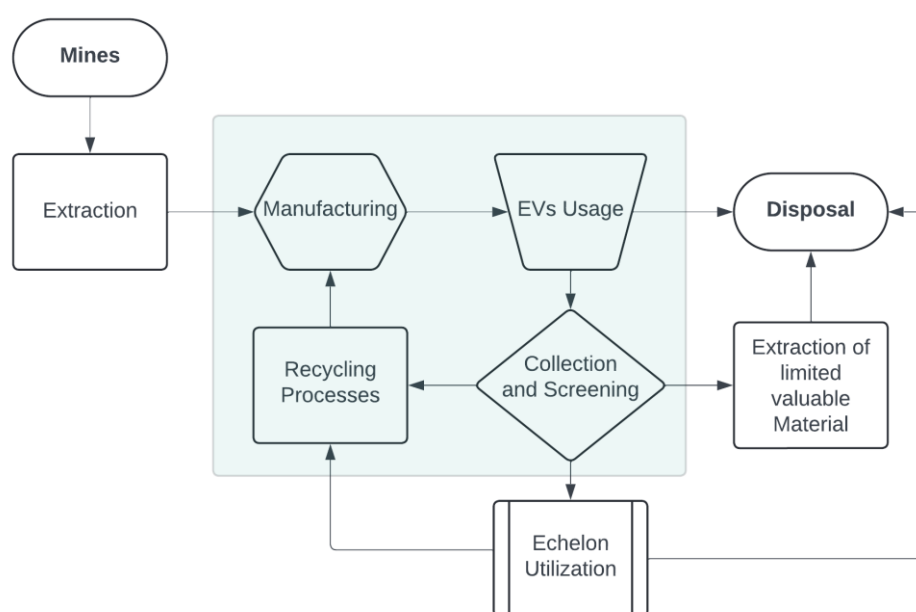 Mines
Extraction
Manufacturing
EVs Usage
Disposal
Recycling
Processes
Collection
and Screening
Extraction of
limited
valuable
Material
Echelon
Utilization